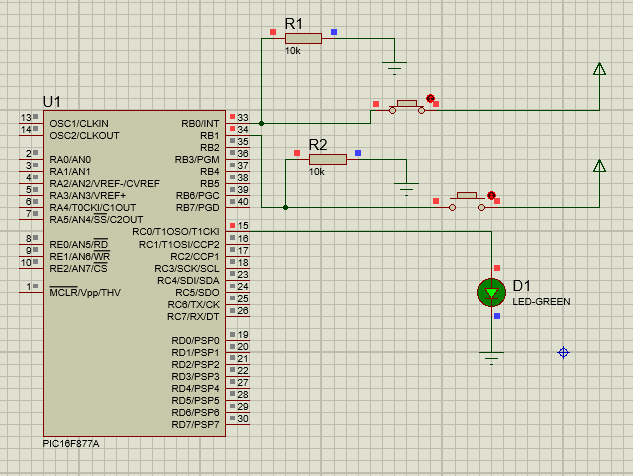 R1
10k
U1
13 OSC1/CLKIN RB0/INT 33
14 OSC2/CLKOUT RB1 34
RB2 35
2 RA0/AN0 RB3/PGM 36
3 RA1/AN1 RB4 37
4 RA2/AN2/VREF-/CVREF RB5 38
5 RA3/AN3/VREF+ RB6/PGC 39
6 RA4/T0CKI/C1OUT RB7/PGD 40
7 RA5/AN4/SS/C2OUT
R2
10k
RC0/T1OSO/T1CKI 15
8 RE0/AN5/RD RC1/T1OSI/CCP2 16
9 RE1/AN6/WR RC2/CCP1 17
10 RE2/AN7/CS RC3/SCK/SCL 18
RC4/SDI/SDA 23
1 MCLR/Vpp/THV RC5/SDO 24
RC6/TX/CK 25
RC7/RX/DT 26
D1
LED-GREEN
RD0/PSP0 19
RD1/PSP1 20
RD2/PSP2 21
RD3/PSP3 22
RD4/PSP4 27
RD5/PSP5 28
RD6/PSP6 29
RD7/PSP7 30
PIC16F877A